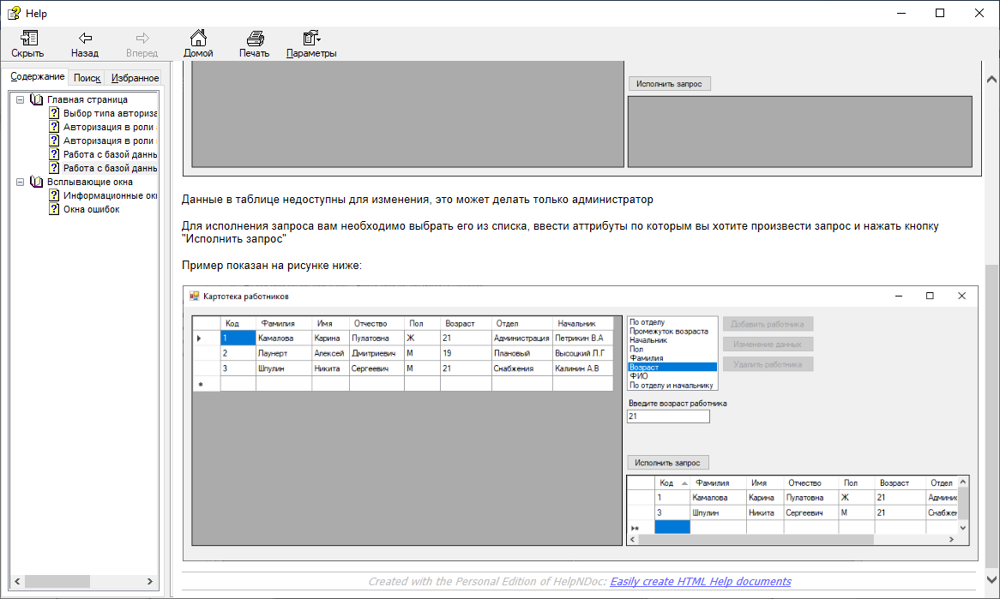 Help
Скрыть Назад Вперед Домой Печать Параметры
Содержание Поиск Избранное
Главная страница
Выбор типа авториза
Авторизация в роли
Авторизация в роли
Работа с базой данны
Работа с базой данны
Всплывающие окна
Информационные ок
Окна ошибок
Исполнить запрос
Данные в таблице недоступны для изменения, это может делать только администратор
Для исполнения запроса вам необходимо выбрать его из списка, ввести аттрибуты по которым вы хотите произвести запрос и нажать кнопку
"Исполнить запрос"
Пример показан на рисунке ниже:
Картотека работников
Код Фамилия Имя Отчество Пол Возраст Отдел Начальник
1 Камалова Карина Пулатовна Ж 21 Администрация Петрикин В.А
2 Лаунерт Алексей Дмитриевич М 19 Плановый Высоцкий Л.Г
3 Шпулин Никита Сергеевич М 21 Снабжения Калинин А.В
По отделу
Промежуток возраста
Начальник
Пол
Фамилия
Возраст
ФИО
По отделу и начальнику
Добавить работника
Изменение данных
Удалить работника
Введите возраст работника
21
Исполнить запрос
Код Фамилия Имя Отчество Пол Возраст Отдел
1 Камалова Карина Пулатовна Ж 21 Админис
3 Шпулин Никита Сергеевич М 21 Снабжен
Created with the Personal Edition of HelpNDoc: Easily create HTML Help documents